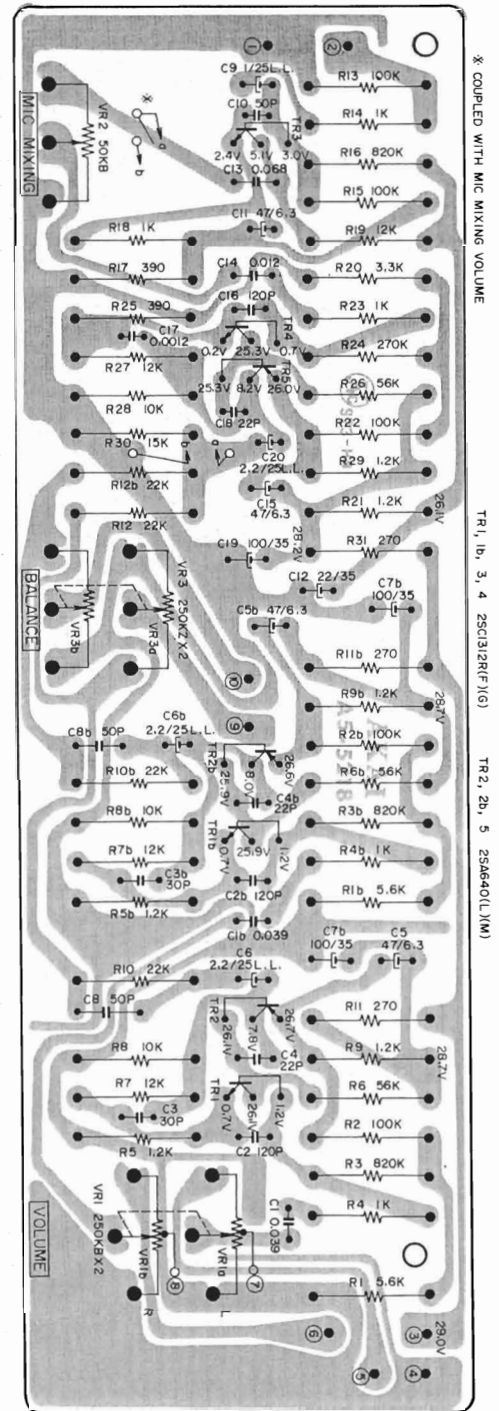 * COUPLED WITH MIC MIXING VOLUME
TR1, 1b, 3, 4 2SC1312R(F)(G)
TR2, 2b, 5 2SA640(L)(M)
① ②
C9 1/25L.L.
R13 100K
C10 50P
R14 1K
TR3
MIC MIXING
VR2 50KB
*
a
b
2.4V 5.1V 3.0V
R16 820K
C13 0.068
R15 100K
C11 47/6.3
R18 1K
R19 12K
R17 390
C14 0.012
R20 3.3K
R25 390
C16 120P
R23 1K
C17
0.0012
TR4
0.2V 25.3V 0.7V
R24 270K
R27 12K
TR5
25.3V 8.2V 26.0V
R26 56K
R28 10K
C18 22P
R22 100K
R30 15K
b
a
C20
2.2/25L.L.
R29 1.2K
R12b 22K
C15
47/6.3
R21 1.2K
26.1V
R12 22K
28.2V
C19 100/35
R31 270
BALANCE
VR3 250KZX2
VR3b
VR3a
C12 22/35
C7b
100/35
C5b 47/6.3
⑩
R11b 270
R9b 1.2K
28.7V
⑨
AKAI
C8b 50P
C6b
2.2/25L.L.
TR2b
25.9V 8.0V 26.6V
R2b 100K
R10b 22K
R6b 56K
C4b
22P
R8b 10K
R3b 820K
TR1b
0.7V 25.9V 1.2V
R7b 12K
R4b 1K
C3b
30P
C2b 120P
R1b 5.6K
R5b 1.2K
C1b 0.039
C7b
100/35
C5
47/6.3
R10 22K
C6
2.2/25L.L.
C8 50P
TR2
26.1V 7.8V 26.7V
R11 270
R8 10K
C4
22P
R9 1.2K
28.7V
R7 12K
TR1
0.7V 26.1V 1.2V
R6 56K
C3
30P
R2 100K
R5 1.2K
C2 120P
R3 820K
VOLUME
VR1 250KBX2
VR1b
VR1a
C1
0.039
R4 1K
R
L
⑧
⑦
R1 5.6K
⑥
③
29.0V
⑤
④